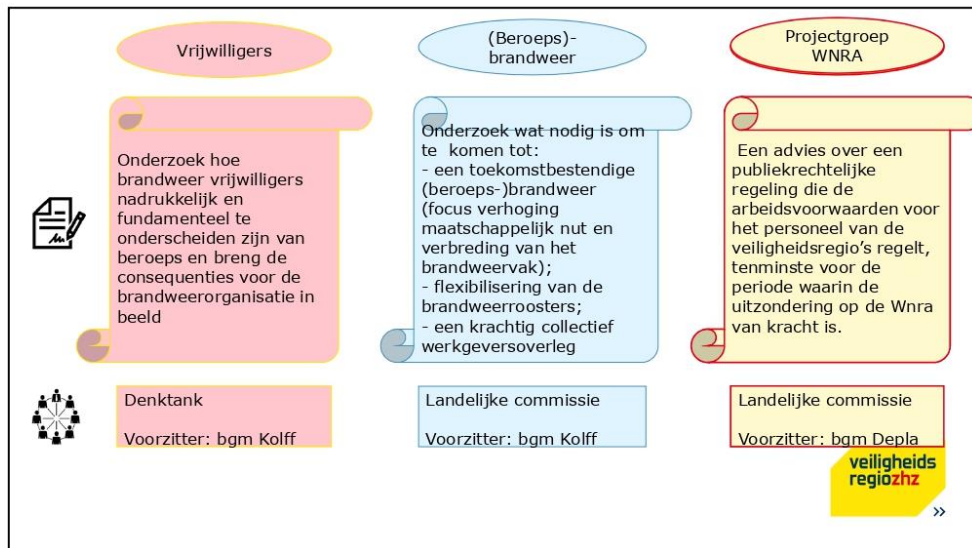 Vrijwilligers
Onderzoek hoe
brandweer vrijwilligers
nadrukkelijk en
fundamenteel te
onderscheiden zijn van
beroeps en breng de
consequenties voor de
brandweerorganisatie in
beeld
Denktank
Voorzitter: bgm Kolff
(Beroeps)-
brandweer
Onderzoek wat nodig is om
te komen tot:
- een toekomstbestendige
(beroeps-)brandweer
(focus verhoging
maatschappelijk nut en
verbreding van het
brandweervak);
- flexibilisering van de
brandweerroosters;
- een krachtig collectief
werkgeversoverleg
Landelijke commissie
Voorzitter: bgm Kolff
Projectgroep
WNRA
Een advies over een
publiekrechtelijke
regeling die de
arbeidsvoorwaarden voor
het personeel van de
veiligheidsregio's regelt,
tenminste voor de
periode waarin de
uitzondering op de Wnra
van kracht is.
Landelijke commissie
Voorzitter: bgm Depla
veiligheids
regiozhz